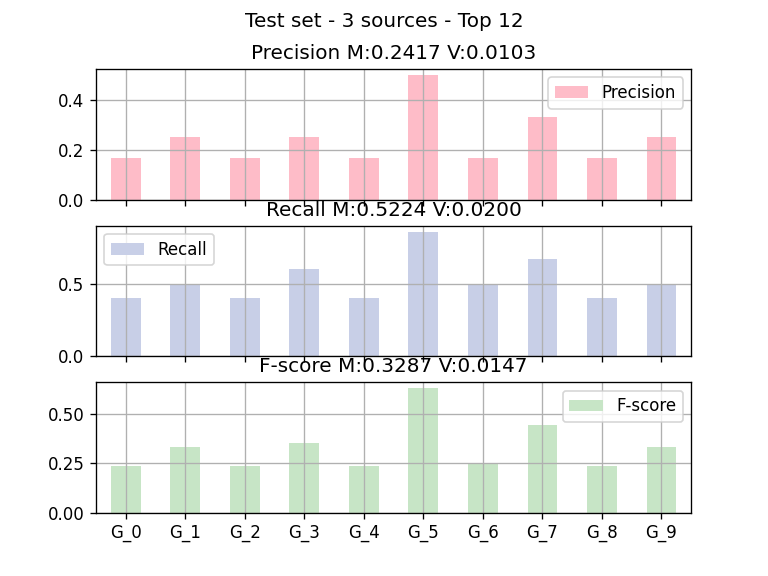 Test set - 3 sources - Top 12
Precision M:0.2417 V:0.0103
Precision
0.4
0.2
0.0
Recall M:0.5224 V:0.0200
Recall
0.5
0.0
F-score M:0.3287 V:0.0147
F-score
0.50
0.25
0.00
G_0 G_1 G_2 G_3 G_4 G_5 G_6 G_7 G_8 G_9